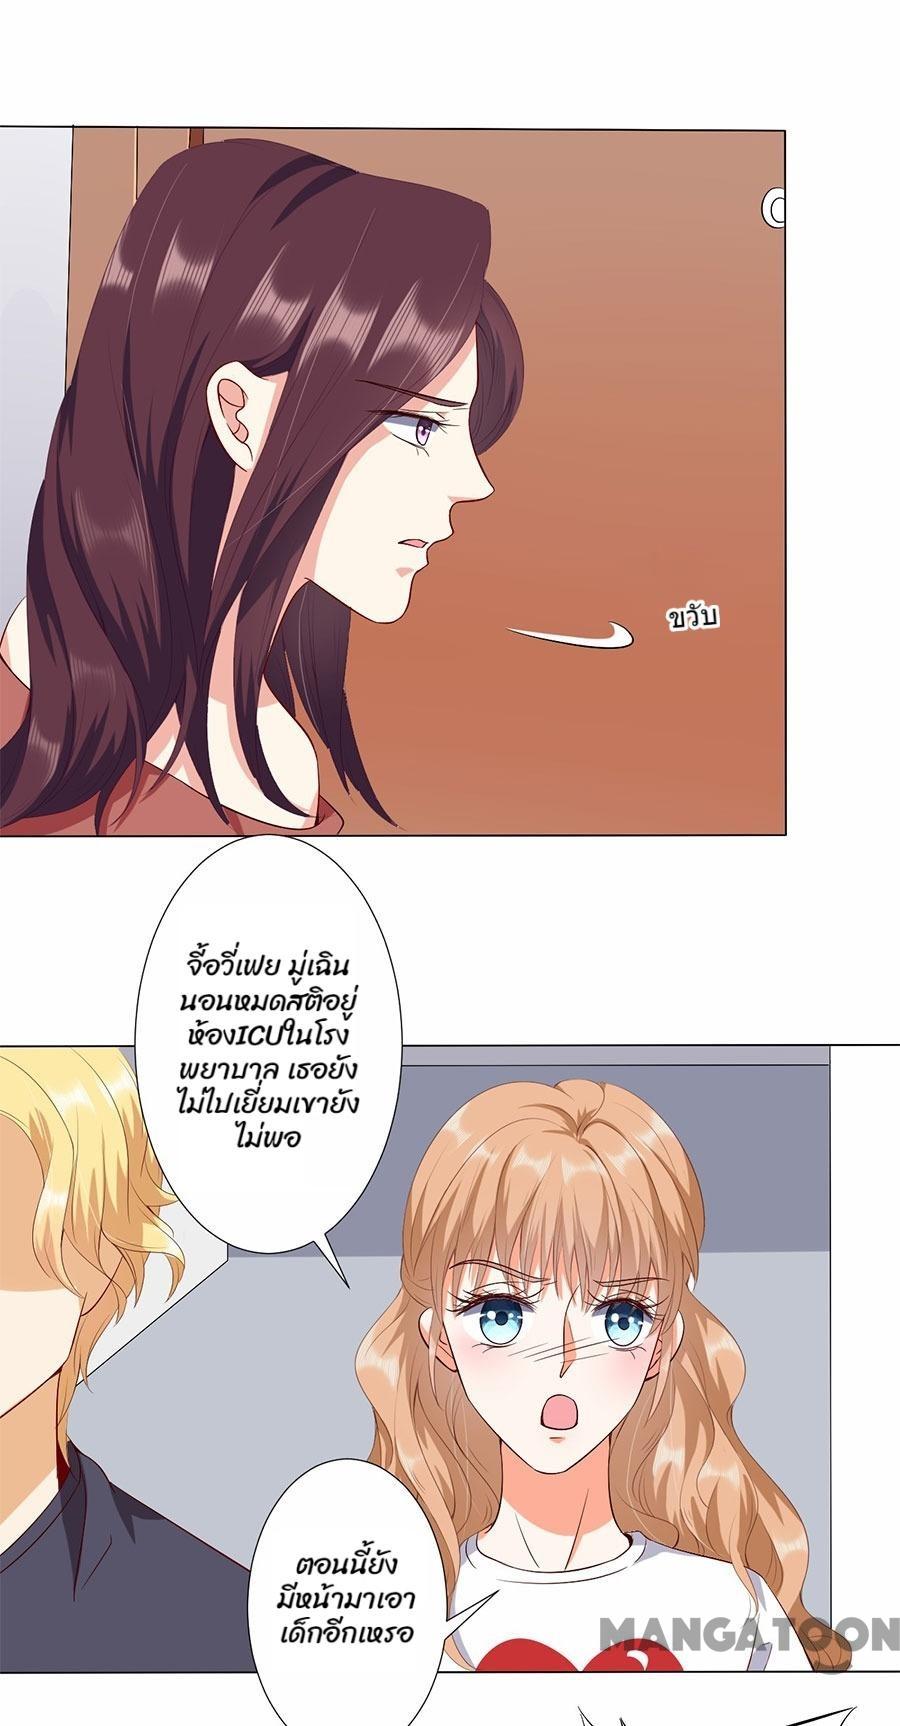 ขวับ
จี้อวี่เฟย มู่เฉิน
นอนหมดสติอยู่
ห้องICUในโรง
พยาบาล เธอยัง
ไม่ไปเยี่ยมเขายัง
ไม่พอ
ตอนนี้ยัง
มีหน้ามาเอา
เด็กอีกเหรอ
MANGATOON